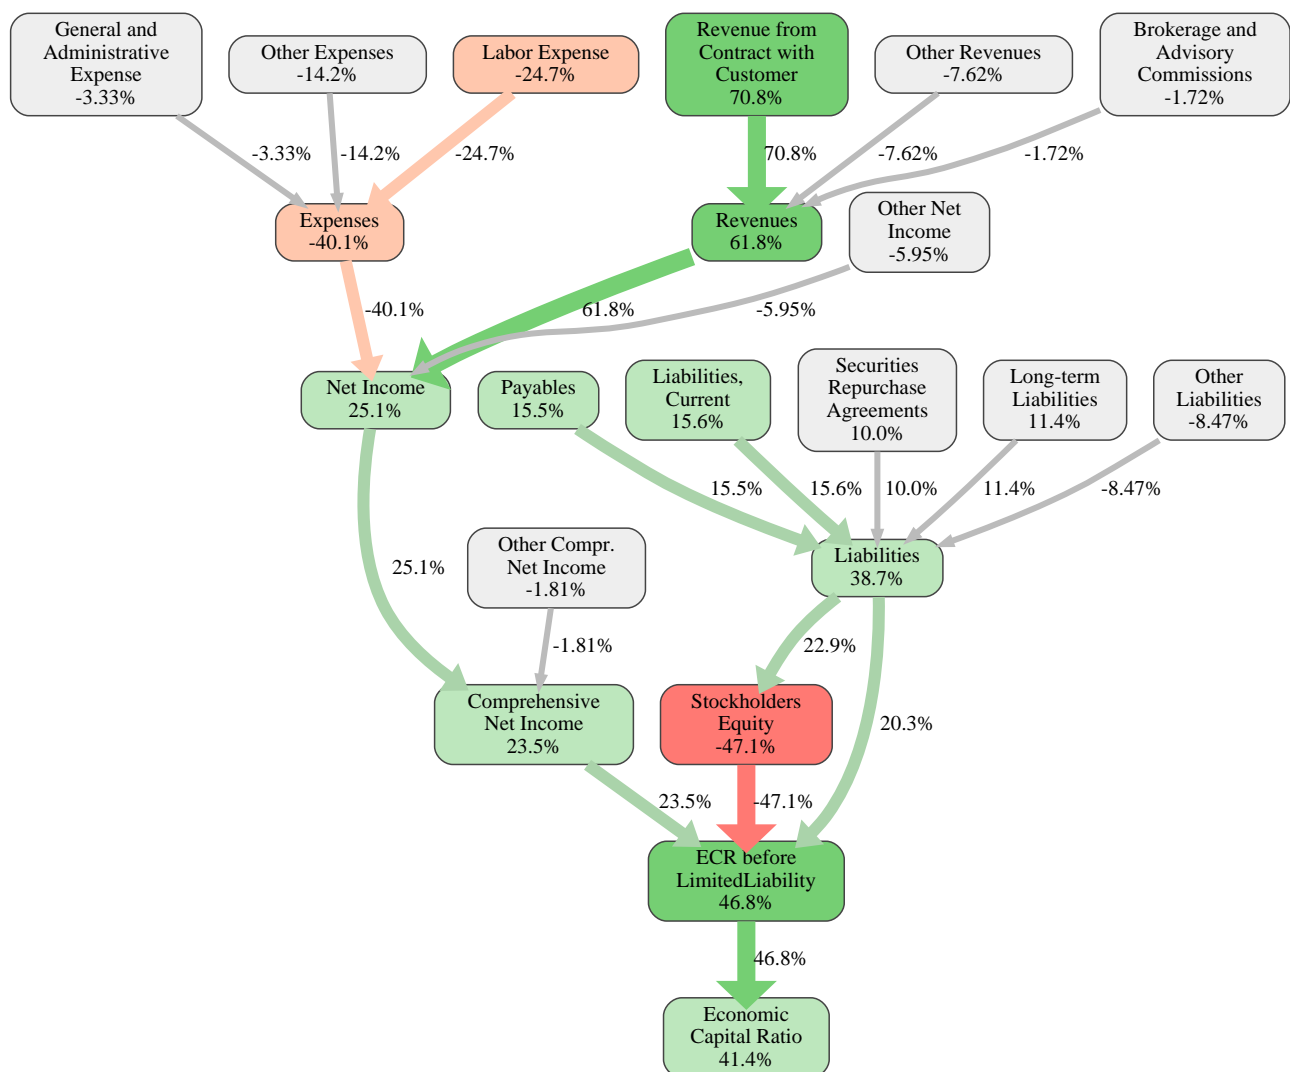 General and
Administrative
Expense
-3.33%
Other Expenses
-14.2%
Labor Expense
-24.7%
Revenue from
Contract with
Customer
70.8%
Other Revenues
-7.62%
Brokerage and
Advisory
Commissions
-1.72%
-3.33%
-14.2%
-24.7%
70.8%
-7.62%
-1.72%
Expenses
-40.1%
Revenues
61.8%
Other Net
Income
-5.95%
-40.1%
61.8%
-5.95%
Net Income
25.1%
Payables
15.5%
Liabilities,
Current
15.6%
Securities
Repurchase
Agreements
10.0%
Long-term
Liabilities
11.4%
Other
Liabilities
-8.47%
15.5%
15.6%
10.0%
11.4%
-8.47%
25.1%
Other Compr.
Net Income
-1.81%
Liabilities
38.7%
-1.81%
22.9%
20.3%
Comprehensive
Net Income
23.5%
Stockholders
Equity
-47.1%
23.5%
-47.1%
ECR before
LimitedLiability
46.8%
46.8%
Economic
Capital Ratio
41.4%